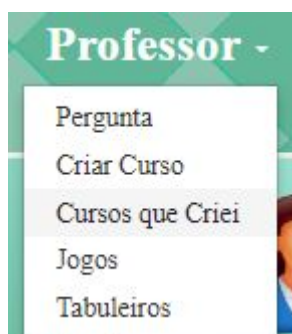 Professor -
Pergunta
Criar Curso
Cursos que Criei
Jogos
Tabuleiros